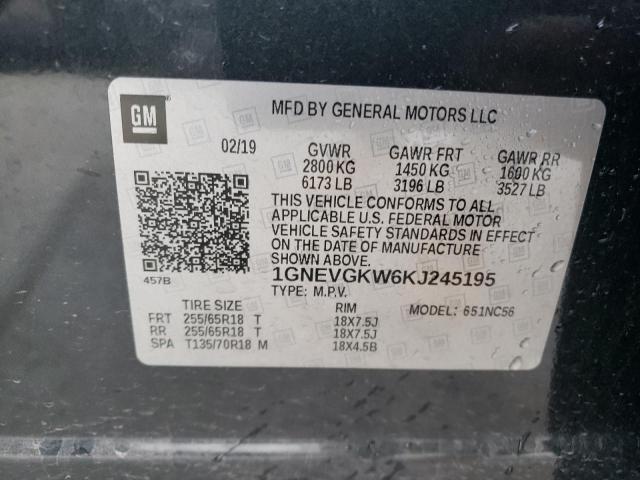 GM
MFD BY GENERAL MOTORS LLC
02/19 GVWR GAWR FRT GAWR RR
2800 KG 1450 KG 1600 KG
6173 LB 3196 LB 3527 LB
THIS VEHICLE CONFORMS TO ALL
APPLICABLE U.S. FEDERAL MOTOR
VEHICLE SAFETY STANDARDS IN EFFECT
ON THE DATE OF MANUFACTURE
SHOWN ABOVE.
457B
1GNEVGKW6KJ245195
TYPE: M.P.V. MODEL: 651NC56
TIRE SIZE RIM
FRT 255/65R18 T 18X7.5J
RR 255/65R18 T 18X7.5J
SPA T135/70R18 M 18X4.5B